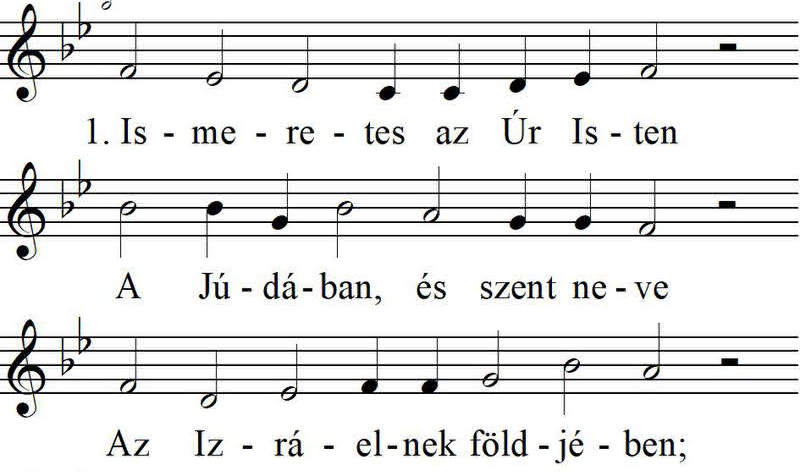 1. Is - me - re - tes az Úr Is - ten
A Jú - dá - ban, és szent ne - ve
Az Iz - rá - el - nek föld - jé - ben;